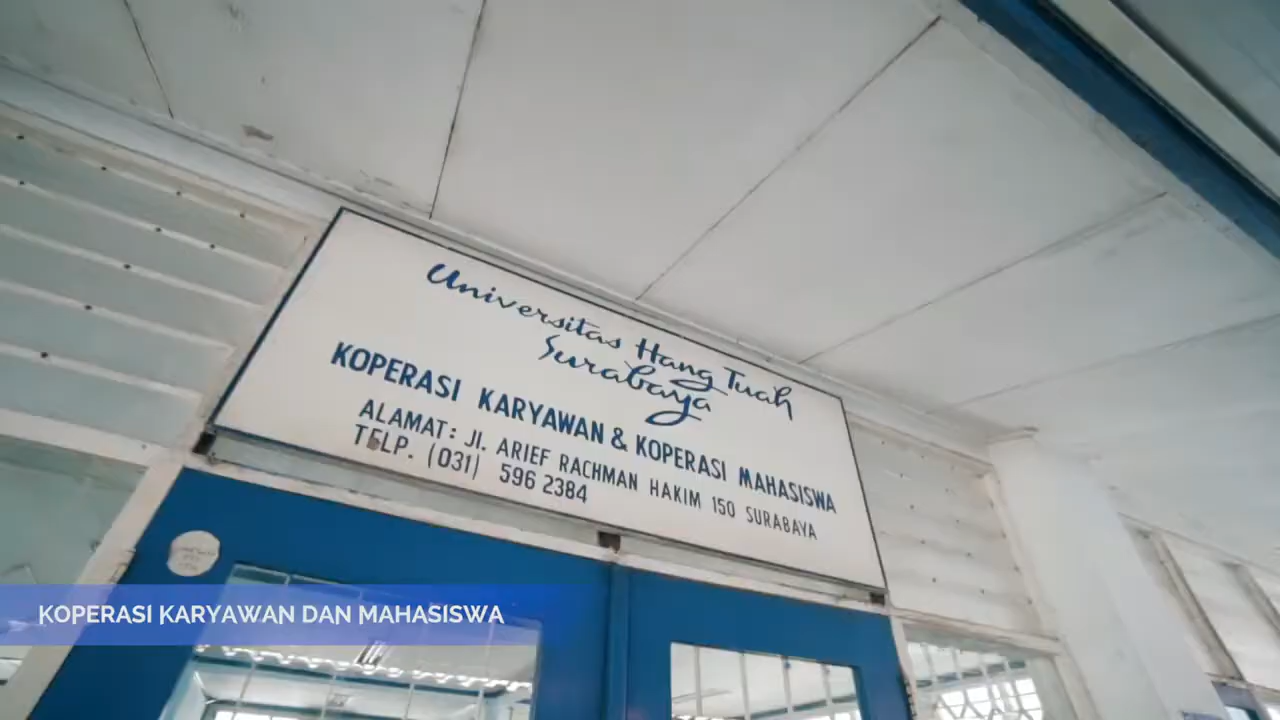 Universitas Hang Tuah
Surabaya
KOPERASI KARYAWAN & KOPERASI MAHASISWA
ALAMAT: Jl. ARIEF RACHMAN HAKIM 150 SURABAYA
TELP. (031) 596 2384
KOPERASI KARYAWAN DAN MAHASISWA